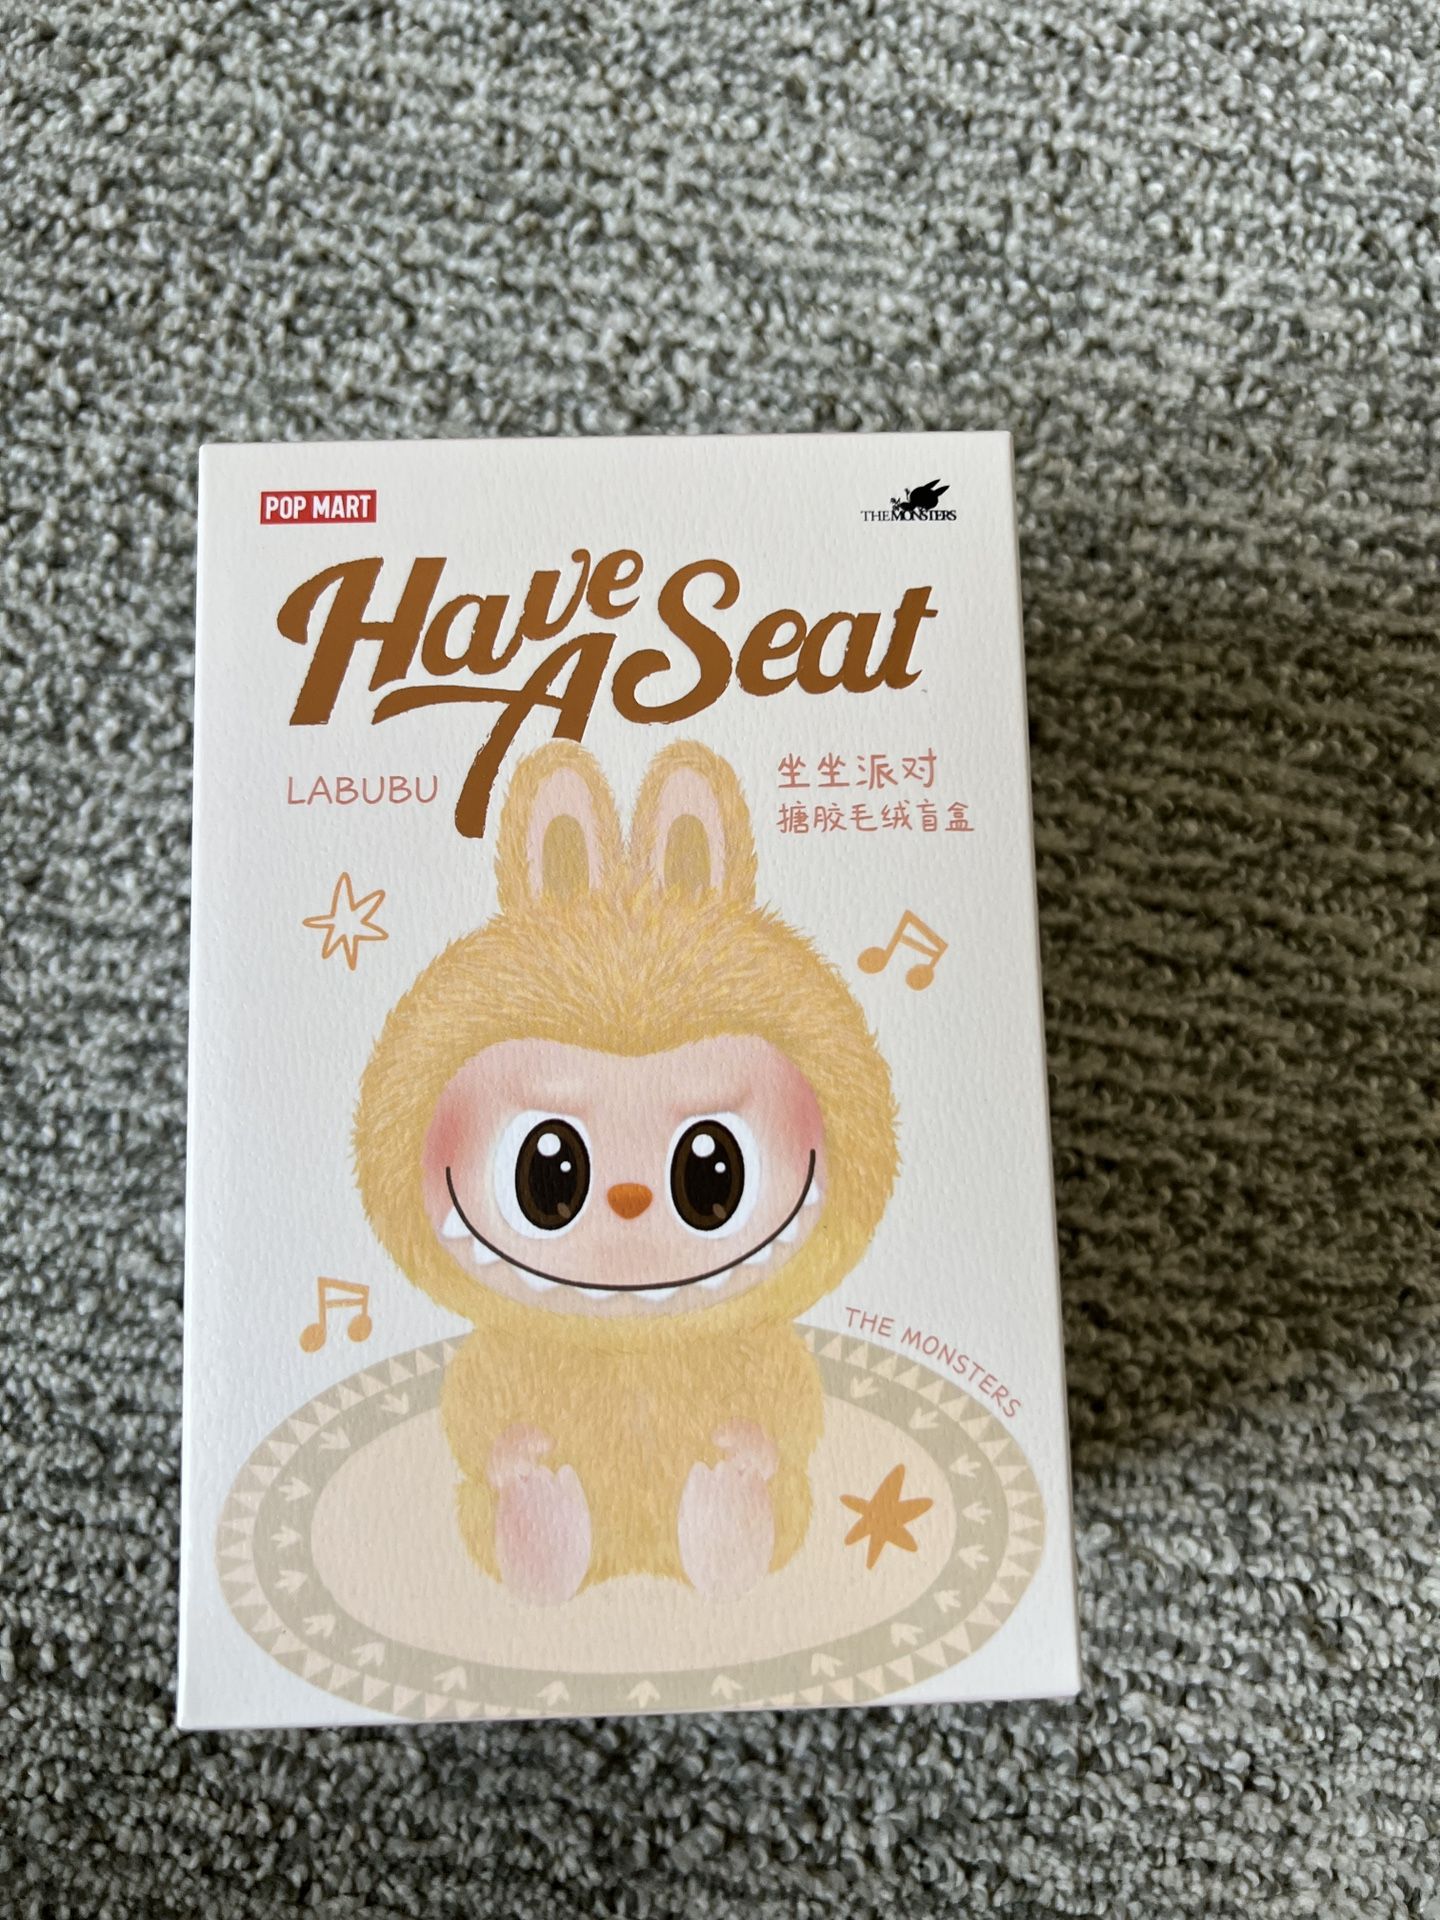 POP MART
THE MONSTERS
Have A Seat
LABUBU
坐坐派对
搪胶毛绒盲盒
THE MONSTERS